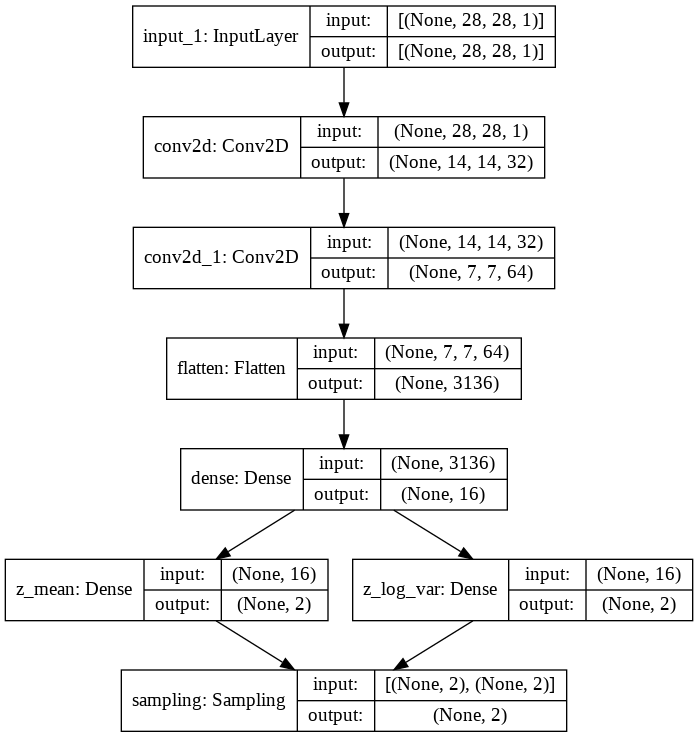 input_1: InputLayer
input: [(None, 28, 28, 1)]
output: [(None, 28, 28, 1)]
conv2d: Conv2D
input: (None, 28, 28, 1)
output: (None, 14, 14, 32)
conv2d_1: Conv2D
input: (None, 14, 14, 32)
output: (None, 7, 7, 64)
flatten: Flatten
input: (None, 7, 7, 64)
output: (None, 3136)
dense: Dense
input: (None, 3136)
output: (None, 16)
z_mean: Dense
input: (None, 16)
output: (None, 2)
z_log_var: Dense
input: (None, 16)
output: (None, 2)
sampling: Sampling
input: [(None, 2), (None, 2)]
output: (None, 2)